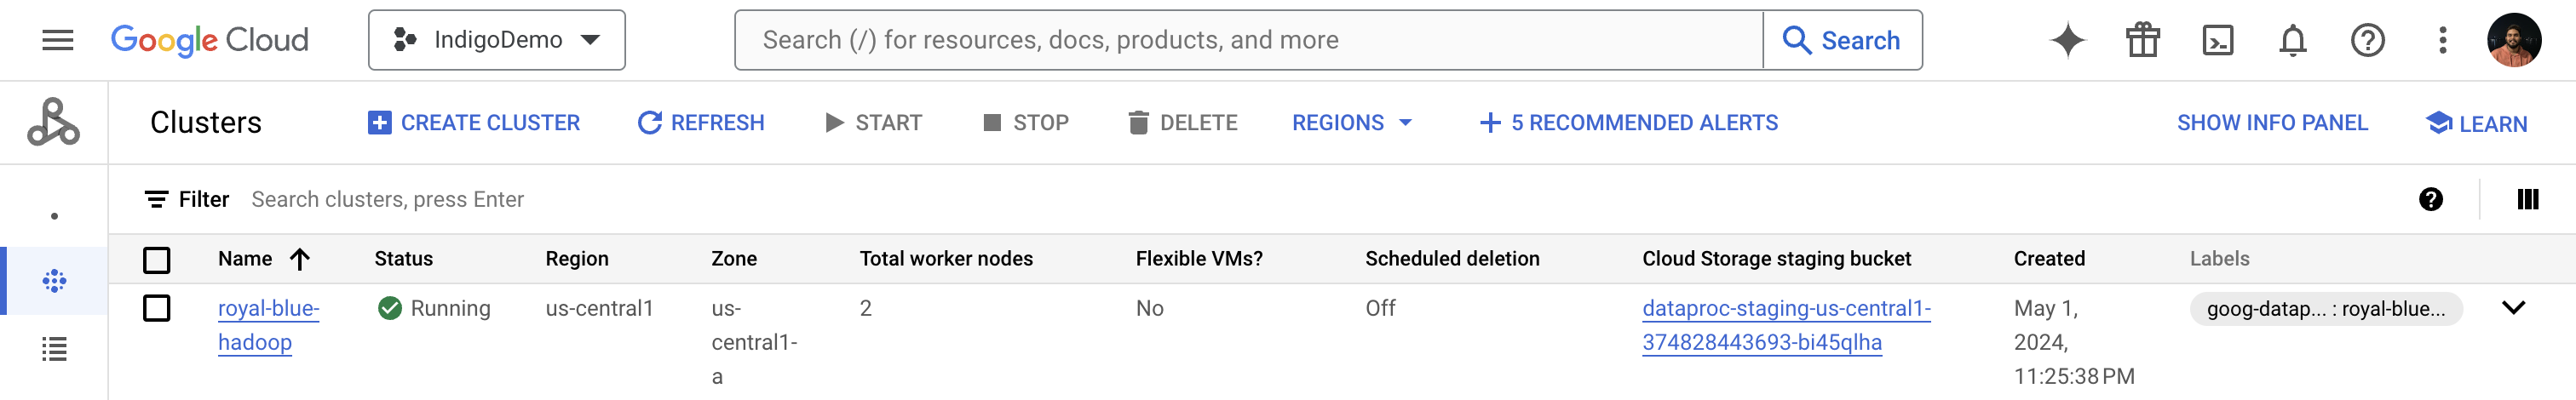 Google Cloud
IndigoDemo
Search (/) for resources, docs, products, and more
Search
Clusters
CREATE CLUSTER
REFRESH
START
STOP
DELETE
REGIONS
5 RECOMMENDED ALERTS
SHOW INFO PANEL
LEARN
Filter
Search clusters, press Enter
Name
Status
Region
Zone
Total worker nodes
Flexible VMs?
Scheduled deletion
Cloud Storage staging bucket
Created
Labels
royal-blue-
hadoop
Running
us-central1
us-
central1-
a
2
No
Off
dataproc-staging-us-central1-
374828443693-bi45qlha
May 1,
2024,
11:25:38 PM
goog-datap... : royal-blue...